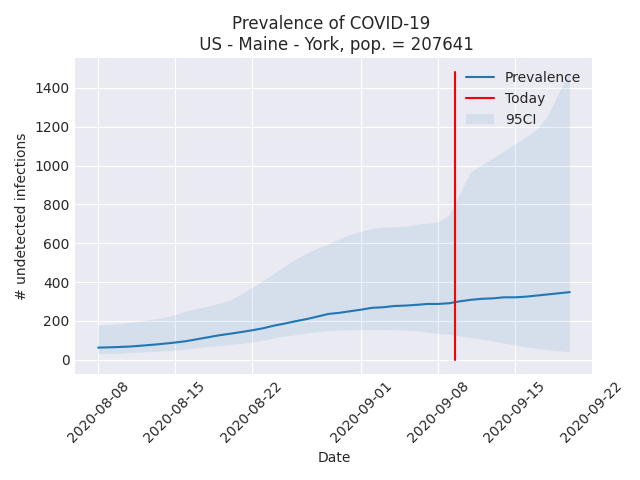 Prevalence of COVID-19
US - Maine - York, pop. = 207641
Prevalence
Today
95CI
1400
1200
1000
800
600
400
200
0
# undetected infections
2020-08-08
2020-08-15
2020-08-22
2020-09-01
2020-09-08
2020-09-15
2020-09-22
Date